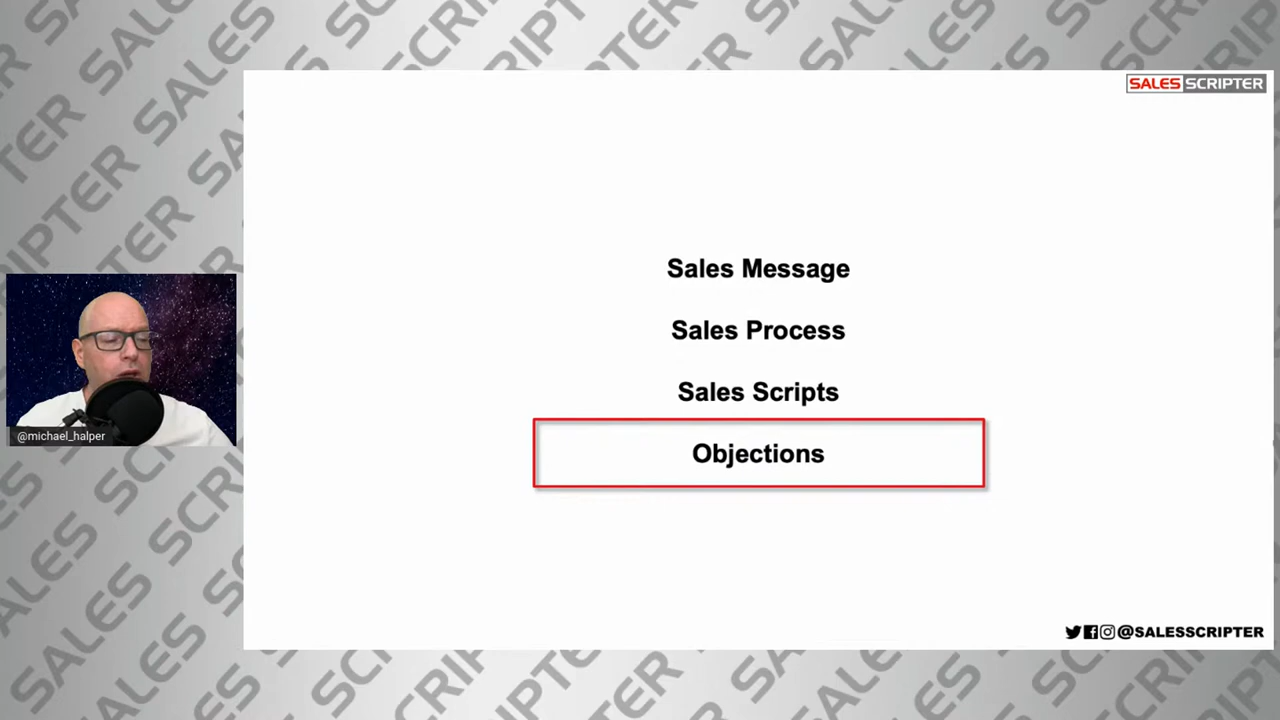 SALES SCRIPTER
Sales Message
Sales Process
Sales Scripts
Objections
@michael_halper
@SALESSCRIPTER